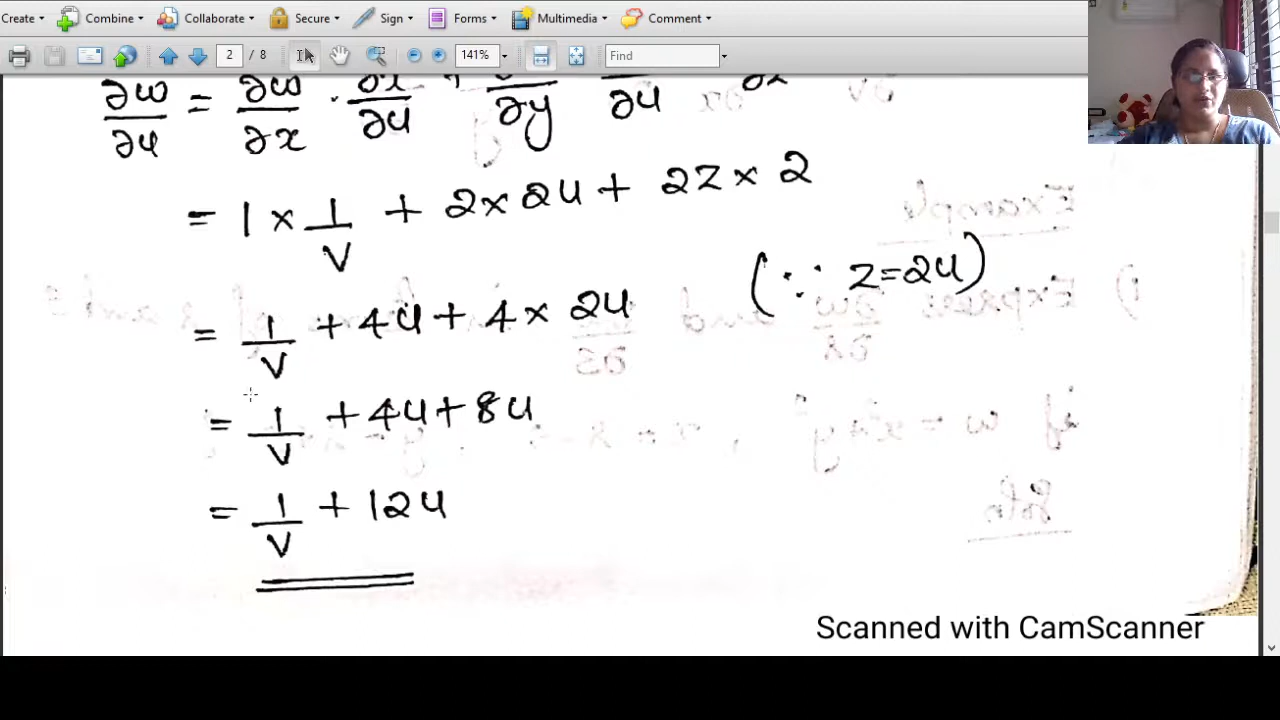 Create Combine Collaborate Secure Sign Forms Multimedia Comment
2 / 8 141% Find
∂w/∂u = ∂w/∂x · ∂x/∂u + ∂y ∂u ∂x
= 1 × 1/v + 2 × 2u + 2z × 2
(∵ z = 2u)
= 1/v + 4u + 4 × 2u
= 1/v + 4u + 8u
= 1/v + 12u
Scanned with CamScanner